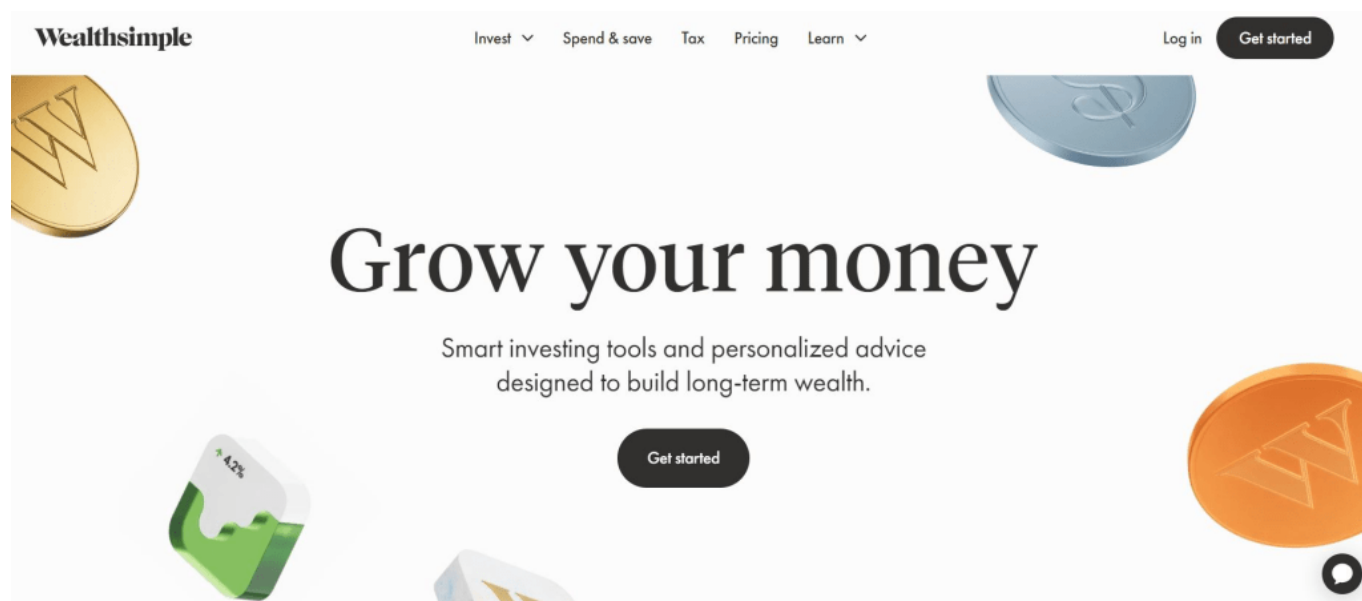 Wealthsimple
Invest
Spend & save
Tax
Pricing
Learn
Log in
Get started
W
$
Grow your money
Smart investing tools and personalized advice
designed to build long-term wealth.
Get started
W
4.2%